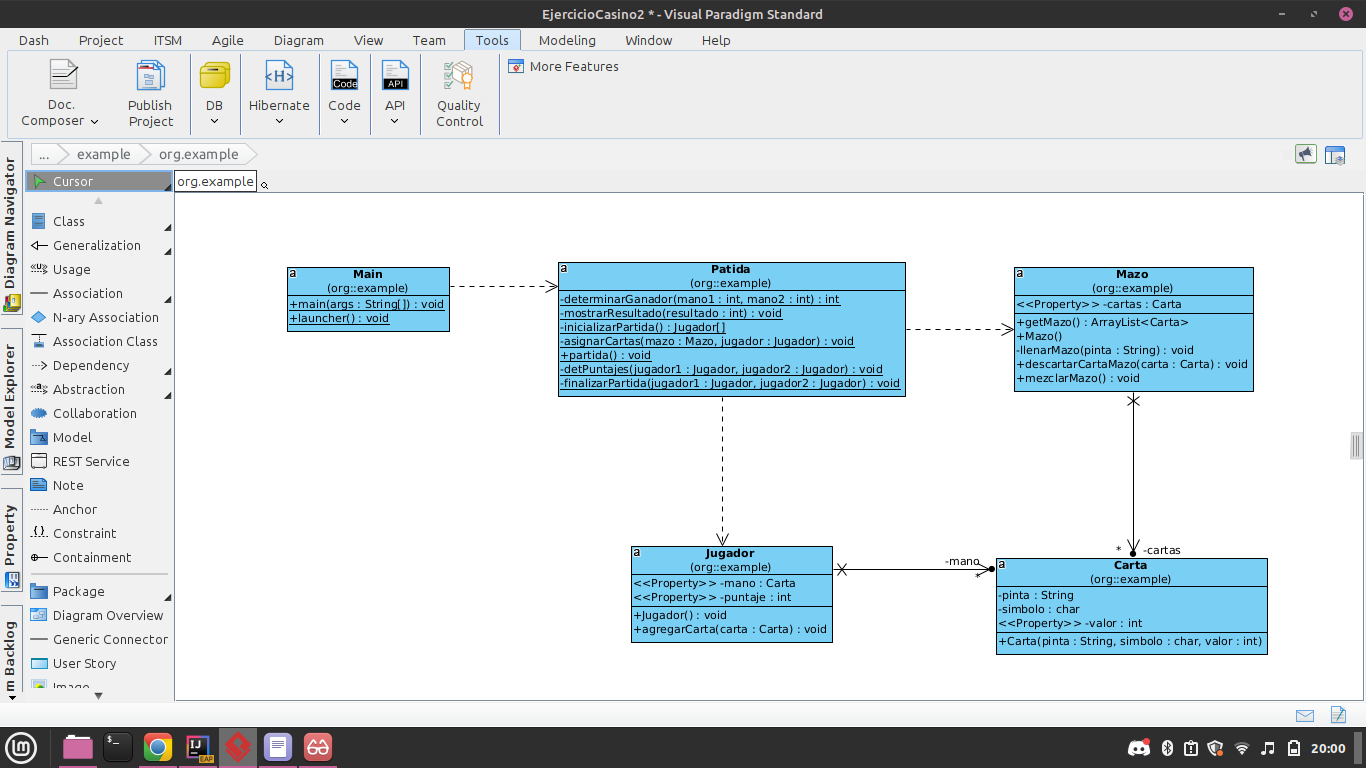 EjercicioCasino2 * - Visual Paradigm Standard
Dash Project ITSM Agile Diagram View Team Tools Modeling Window Help
Doc.
Composer
Publish
Project
DB
Hibernate
Code
Code
API
API
Quality
Control
More Features
... example org.example
Diagram Navigator
Model Explorer
Property
m Backlog
Cursor
org.example
Class
Generalization
Usage
Association
N-ary Association
Association Class
Dependency
Abstraction
Collaboration
Model
REST Service
Note
Anchor
Constraint
Containment
Package
Diagram Overview
Generic Connector
User Story
Image
a
Main
(org::example)
+main(args : String[]) : void
+launcher() : void
a
Patida
(org::example)
-determinarGanador(mano1 : int, mano2 : int) : int
-mostrarResultado(resultado : int) : void
-inicializarPartida() : Jugador[]
-asignarCartas(mazo : Mazo, jugador : Jugador) : void
+partida() : void
-detPuntajes(jugador1 : Jugador, jugador2 : Jugador) : void
-finalizarPartida(jugador1 : Jugador, jugador2 : Jugador) : void
a
Mazo
(org::example)
<<Property>> -cartas : Carta
+getMazo() : ArrayList<Carta>
+Mazo()
-llenarMazo(pinta : String) : void
+descartarCartaMazo(carta : Carta) : void
+mezclarMazo() : void
* -cartas
a
Jugador
(org::example)
<<Property>> -mano : Carta
<<Property>> -puntaje : int
+Jugador() : void
+agregarCarta(carta : Carta) : void
-mano
*
a
Carta
(org::example)
-pinta : String
-simbolo : char
<<Property>> -valor : int
+Carta(pinta : String, simbolo : char, valor : int)
20:00